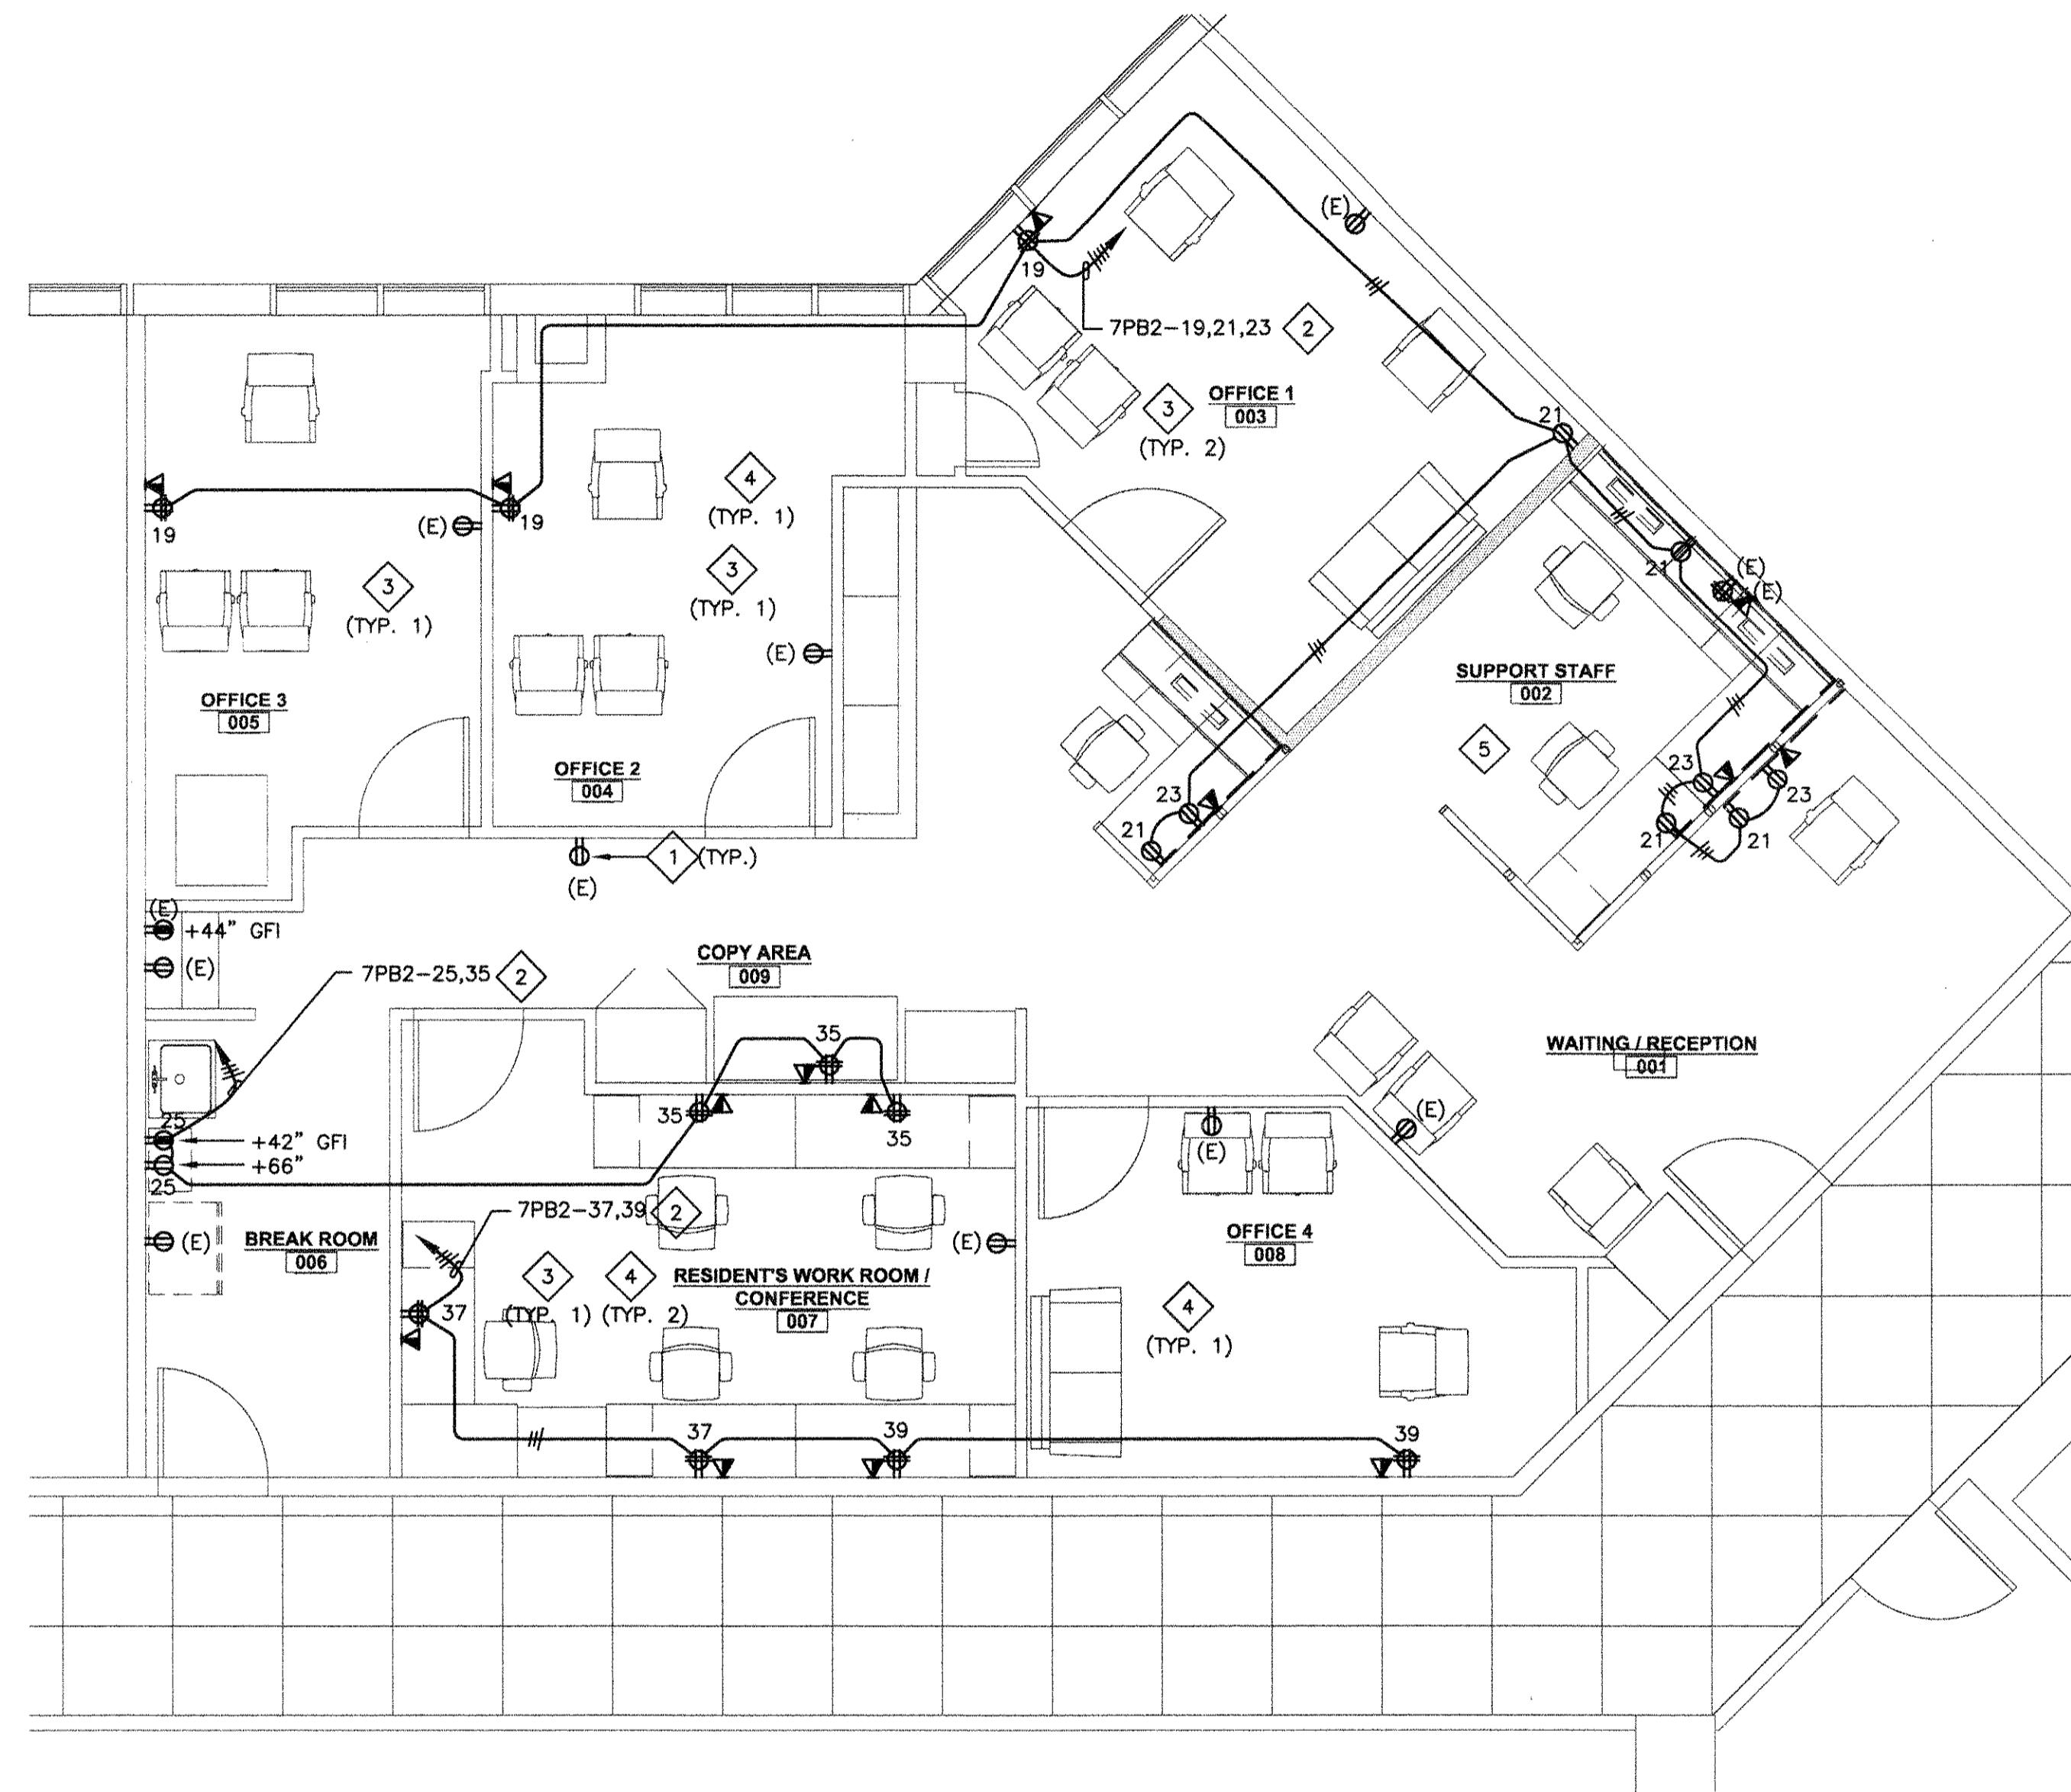 (E)
19
7PB2-19,21,23 2
OFFICE 1
003
3
(TYP. 2)
21
4
(TYP. 1)
19
(E)
19
3
(TYP. 1)
3
(TYP. 1)
21
(E)
(E)
(E)
SUPPORT STAFF
002
OFFICE 3
005
5
OFFICE 2
004
23
23
23
21
21
21
1 (TYP.)
(E)
(E)
+44" GFI
(E)
COPY AREA
009
7PB2-25,35 2
35
WAITING / RECEPTION
001
35
35
25
+42" GFI
+66"
25
(E)
(E)
7PB2-37,39 2
(E)
BREAK ROOM
006
(E)
OFFICE 4
008
3
(TYP. 1)
4
(TYP. 2)
RESIDENT'S WORK ROOM /
CONFERENCE
007
37
4
(TYP. 1)
37
39
39